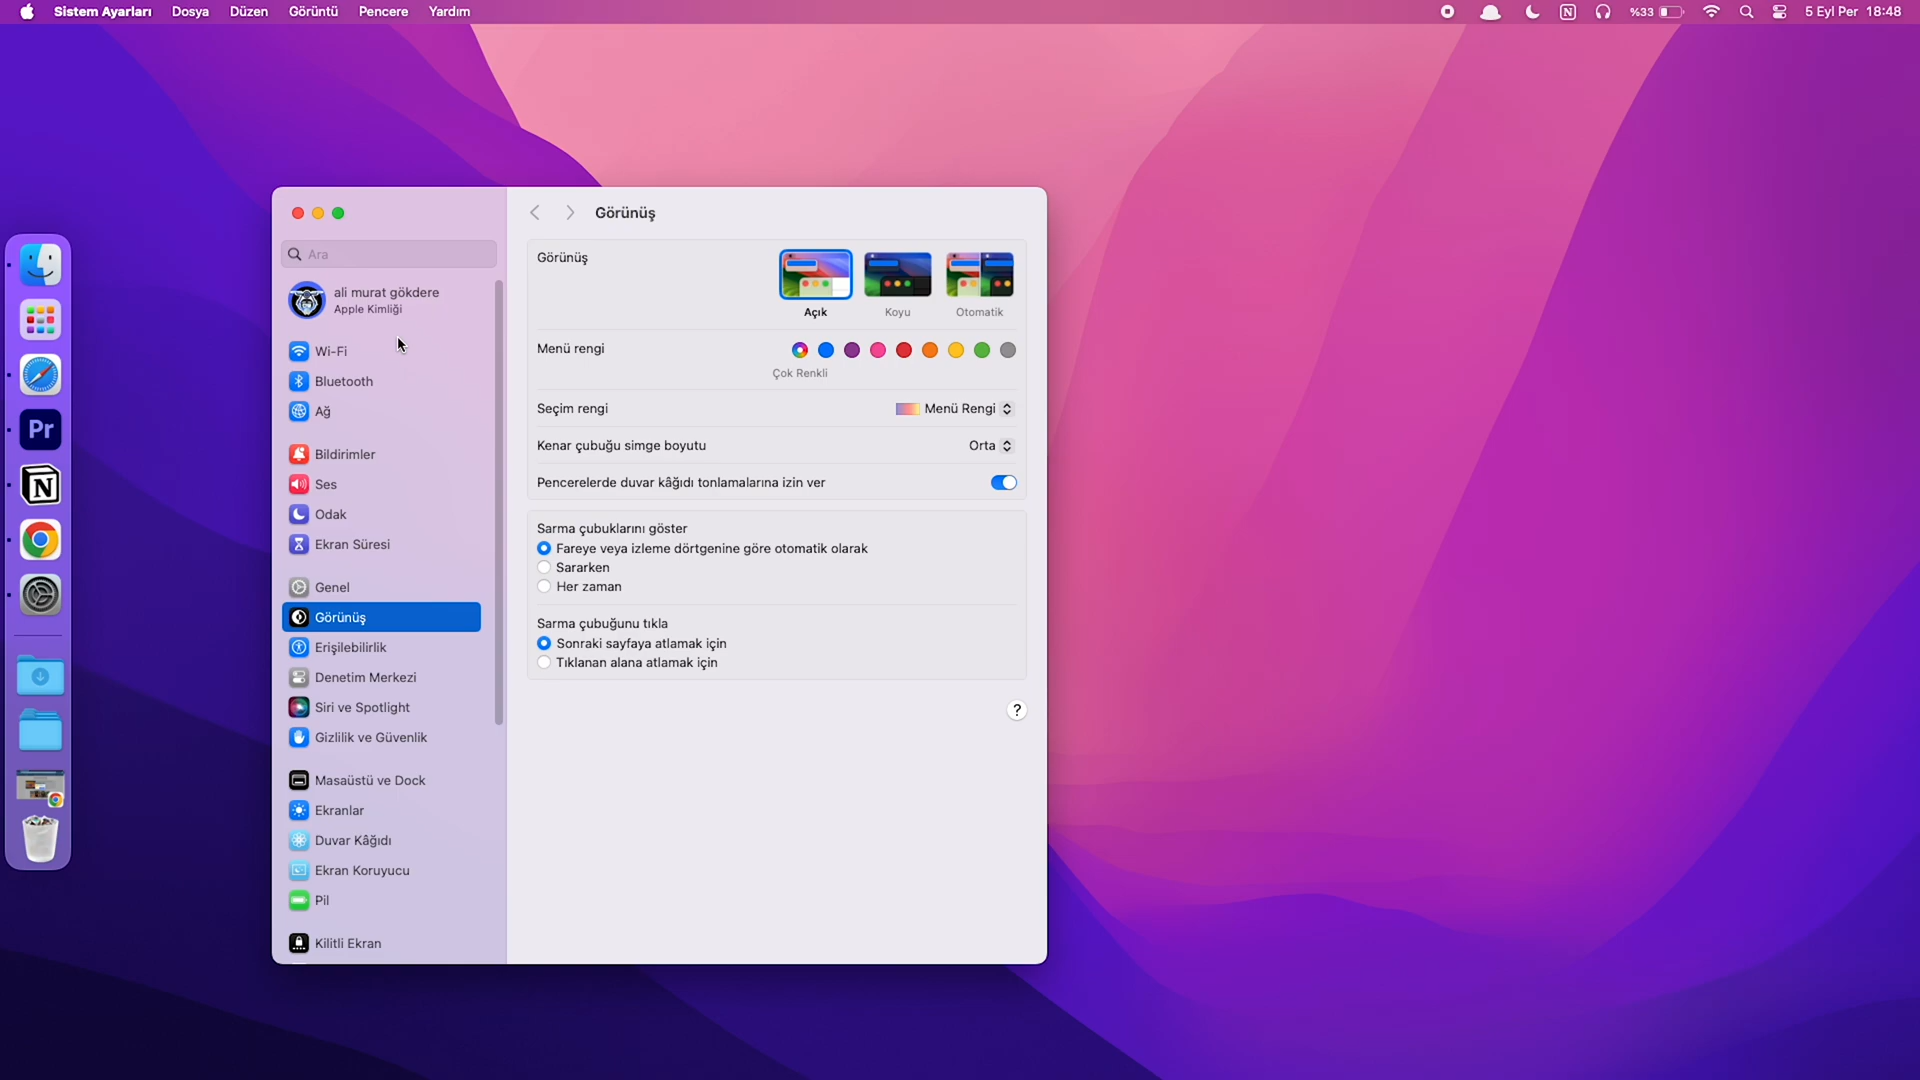 Sistem Ayarları Dosya Düzen Görüntü Pencere Yardım
N %33 5 Eyl Per 18:48
Görünüş
Ara
ali murat gökdere
Apple Kimliği
Wi-Fi
Bluetooth
Ağ
Bildirimler
Ses
Odak
Ekran Süresi
Genel
Görünüş
Erişilebilirlik
Denetim Merkezi
Siri ve Spotlight
Gizlilik ve Güvenlik
Masaüstü ve Dock
Ekranlar
Duvar Kâğıdı
Ekran Koruyucu
Pil
Kilitli Ekran
Görünüş
Açık Koyu Otomatik
Menü rengi
Çok Renkli
Seçim rengi Menü Rengi
Kenar çubuğu simge boyutu Orta
Pencerelerde duvar kâğıdı tonlamalarına izin ver
Sarma çubuklarını göster
Fareye veya izleme dörtgenine göre otomatik olarak
Sararken
Her zaman
Sarma çubuğunu tıkla
Sonraki sayfaya atlamak için
Tıklanan alana atlamak için
?
Pr
N